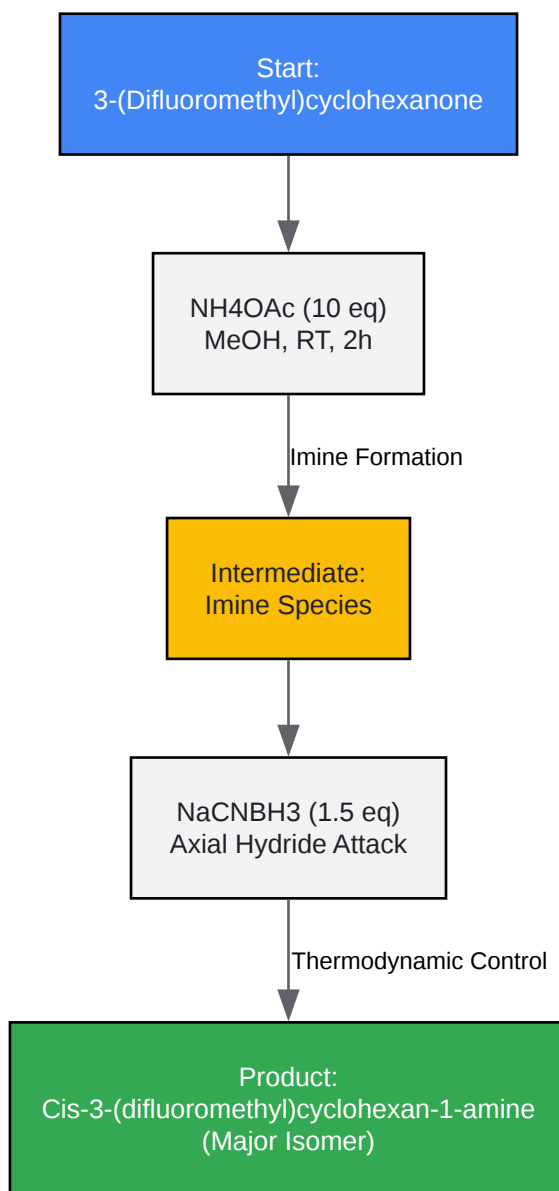 Start:
3-(Difluoromethyl)cyclohexanone
NH4OAc (10 eq)
MeOH, RT, 2h
Imine Formation
Intermediate:
Imine Species
NaCNBH3 (1.5 eq)
Axial Hydride Attack
Thermodynamic Control
Product:
Cis-3-(difluoromethyl)cyclohexan-1-amine
(Major Isomer)